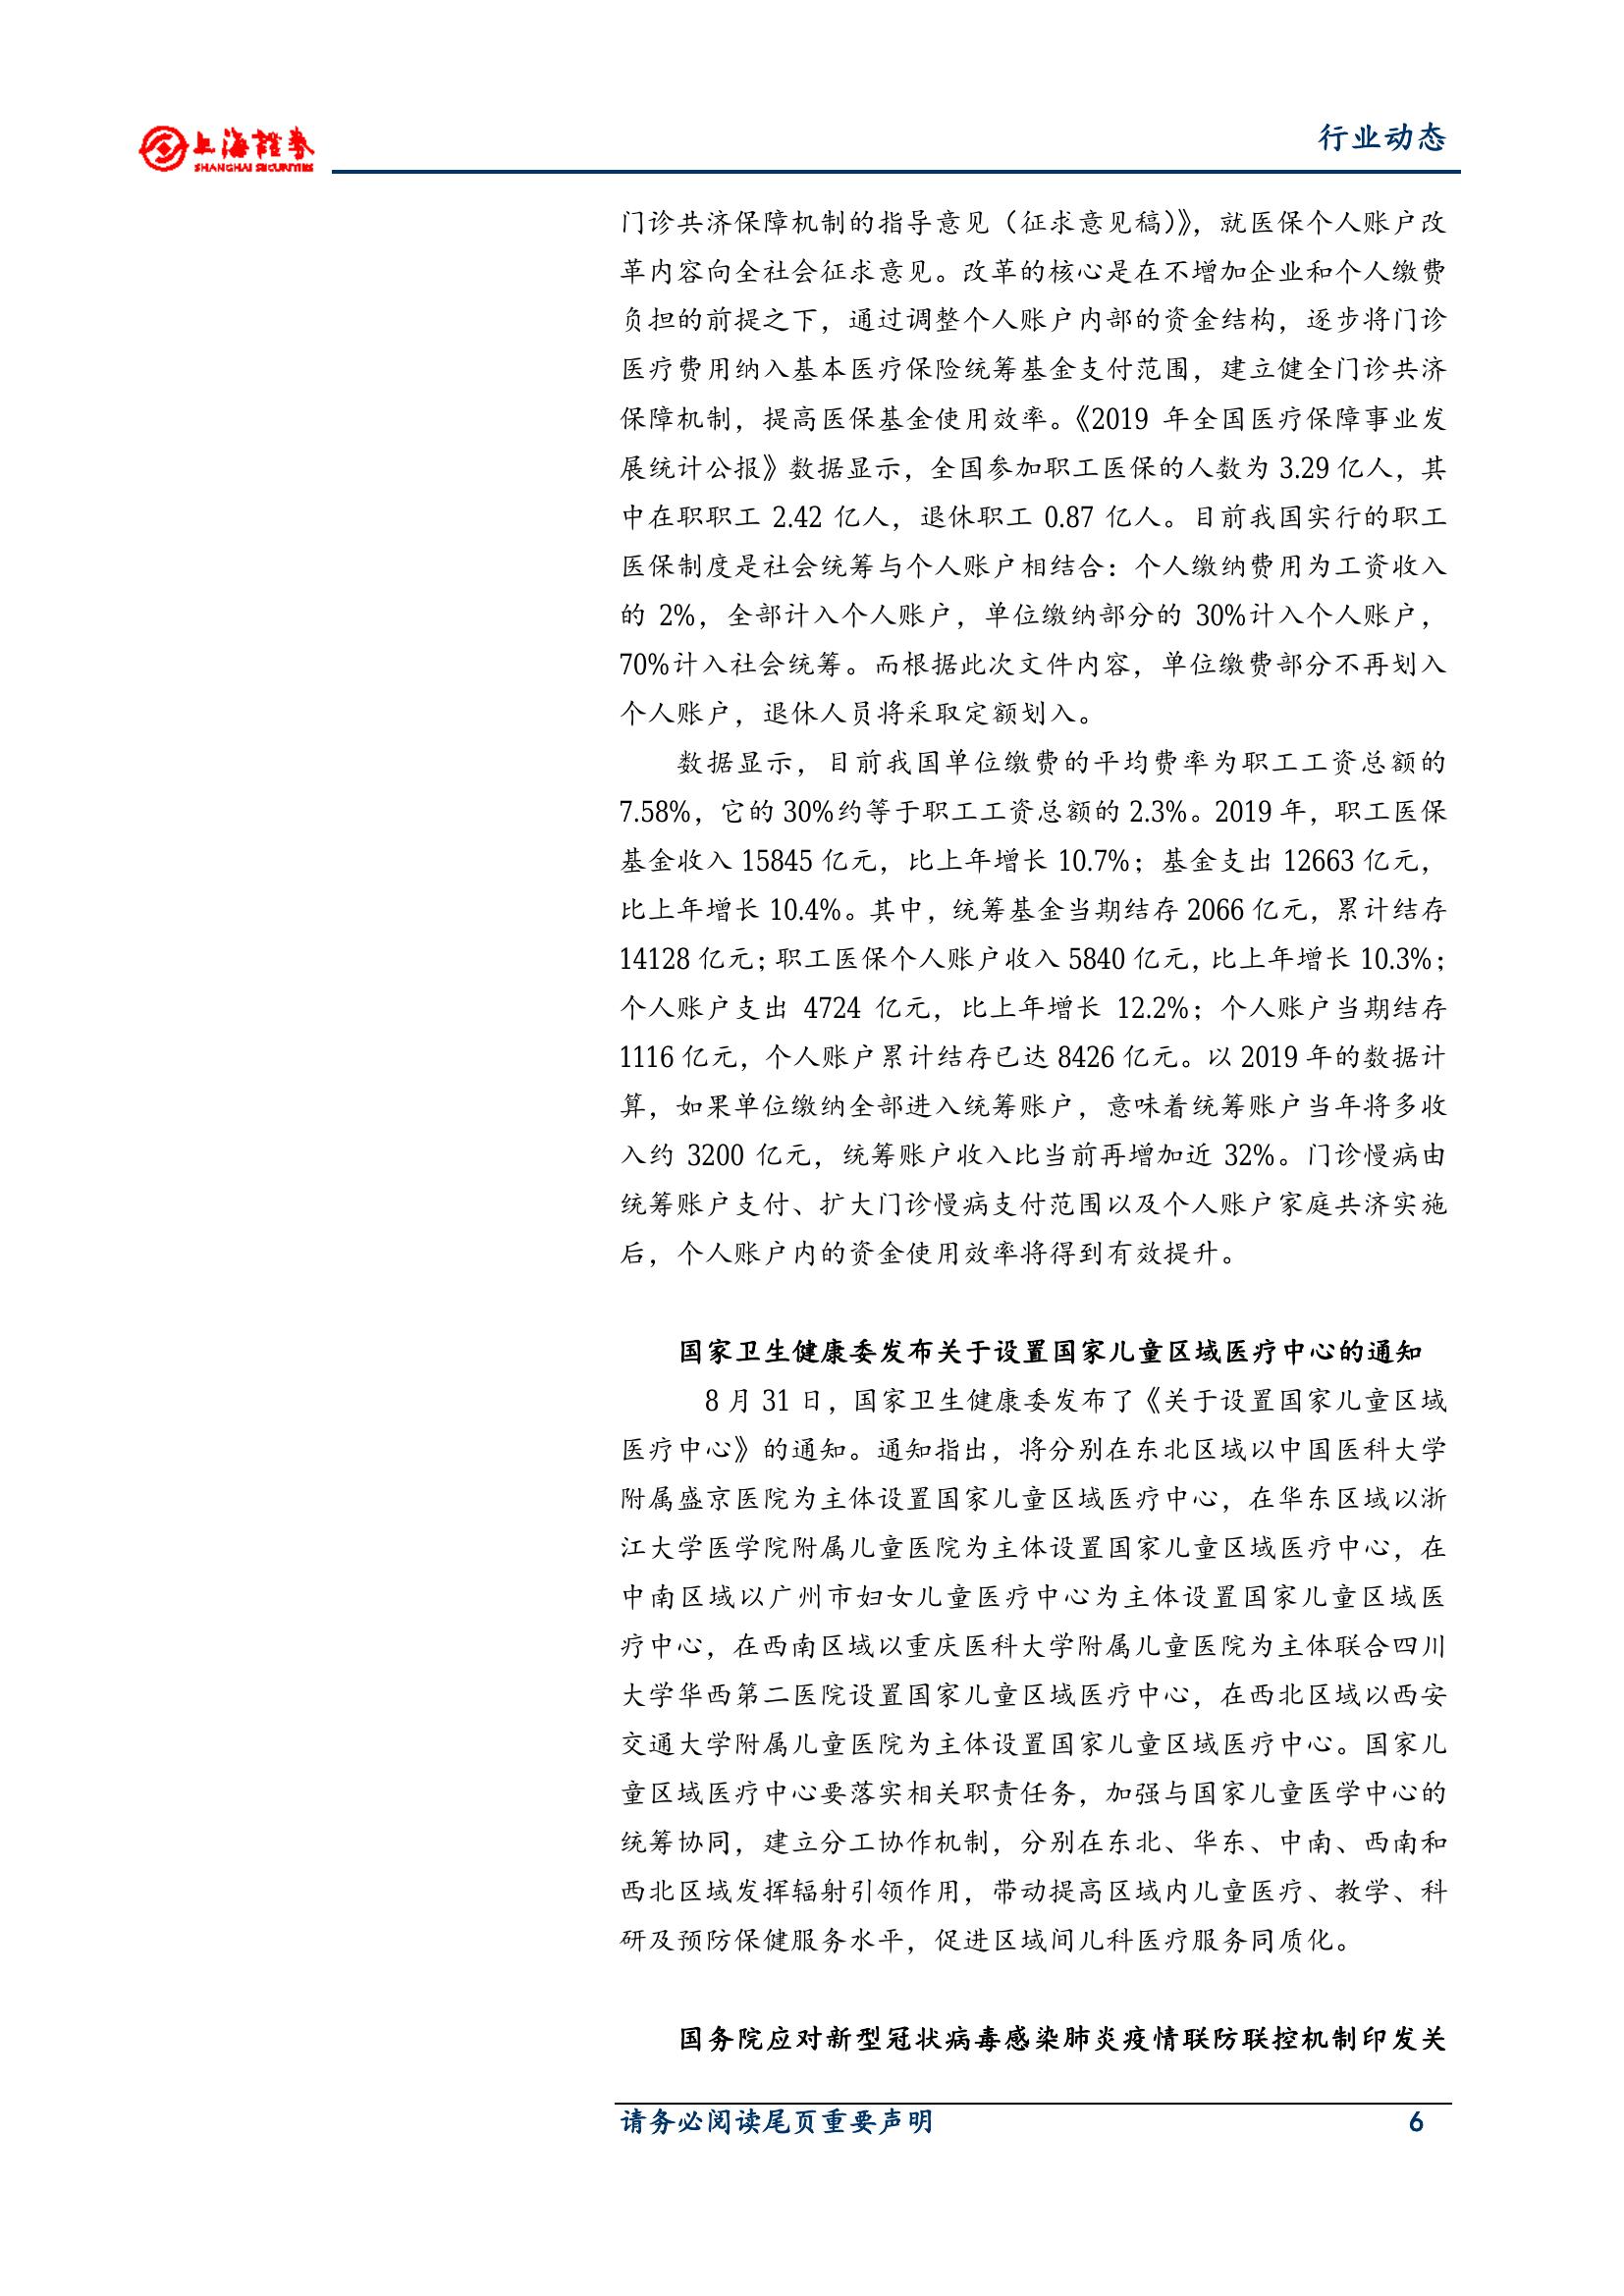 上海證券
SHANGHAI SECURITIES
行业动态
门诊共济保障机制的指导意见（征求意见稿）》，就医保个人账户改
革内容向全社会征求意见。改革的核心是在不增加企业和个人缴费
负担的前提之下，通过调整个人账户内部的资金结构，逐步将门诊
医疗费用纳入基本医疗保险统筹基金支付范围，建立健全门诊共济
保障机制，提高医保基金使用效率。《2019 年全国医疗保障事业发
展统计公报》数据显示，全国参加职工医保的人数为 3.29 亿人，其
中在职职工 2.42 亿人，退休职工 0.87 亿人。目前我国实行的职工
医保制度是社会统筹与个人账户相结合：个人缴纳费用为工资收入
的 2%，全部计入个人账户，单位缴纳部分的 30%计入个人账户，
70%计入社会统筹。而根据此次文件内容，单位缴费部分不再划入
个人账户，退休人员将采取定额划入。
数据显示，目前我国单位缴费的平均费率为职工工资总额的
7.58%，它的 30%约等于职工工资总额的 2.3%。2019 年，职工医保
基金收入 15845 亿元，比上年增长 10.7%；基金支出 12663 亿元，
比上年增长 10.4%。其中，统筹基金当期结存 2066 亿元，累计结存
14128 亿元；职工医保个人账户收入 5840 亿元，比上年增长 10.3%；
个人账户支出 4724 亿元，比上年增长 12.2%；个人账户当期结存
1116 亿元，个人账户累计结存已达 8426 亿元。以 2019 年的数据计
算，如果单位缴纳全部进入统筹账户，意味着统筹账户当年将多收
入约 3200 亿元，统筹账户收入比当前再增加近 32%。门诊慢病由
统筹账户支付、扩大门诊慢病支付范围以及个人账户家庭共济实施
后，个人账户内的资金使用效率将得到有效提升。
国家卫生健康委发布关于设置国家儿童区域医疗中心的通知
8 月 31 日，国家卫生健康委发布了《关于设置国家儿童区域
医疗中心》的通知。通知指出，将分别在东北区域以中国医科大学
附属盛京医院为主体设置国家儿童区域医疗中心，在华东区域以浙
江大学医学院附属儿童医院为主体设置国家儿童区域医疗中心，在
中南区域以广州市妇女儿童医疗中心为主体设置国家儿童区域医
疗中心，在西南区域以重庆医科大学附属儿童医院为主体联合四川
大学华西第二医院设置国家儿童区域医疗中心，在西北区域以西安
交通大学附属儿童医院为主体设置国家儿童区域医疗中心。国家儿
童区域医疗中心要落实相关职责任务，加强与国家儿童医学中心的
统筹协同，建立分工协作机制，分别在东北、华东、中南、西南和
西北区域发挥辐射引领作用，带动提高区域内儿童医疗、教学、科
研及预防保健服务水平，促进区域间儿科医疗服务同质化。
国务院应对新型冠状病毒感染肺炎疫情联防联控机制印发关
请务必阅读尾页重要声明 6